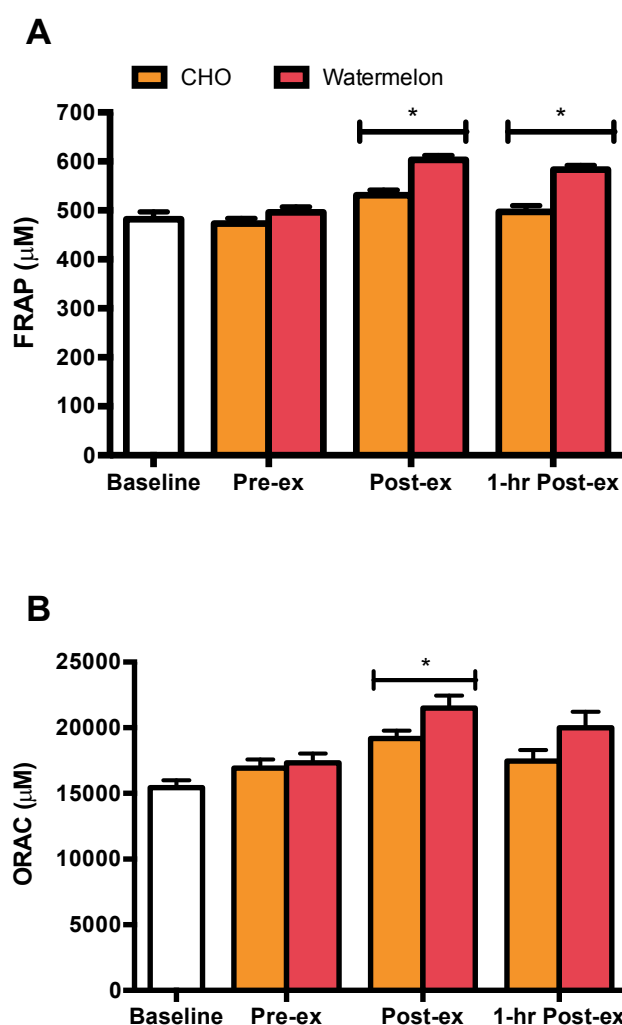 A
CHO Watermelon
700
600
500
400
300
200
100
0
FRAP (μM)
* *
Baseline Pre-ex Post-ex 1-hr Post-ex
B
25000
20000
15000
10000
5000
0
ORAC (μM)
*
Baseline Pre-ex Post-ex 1-hr Post-ex